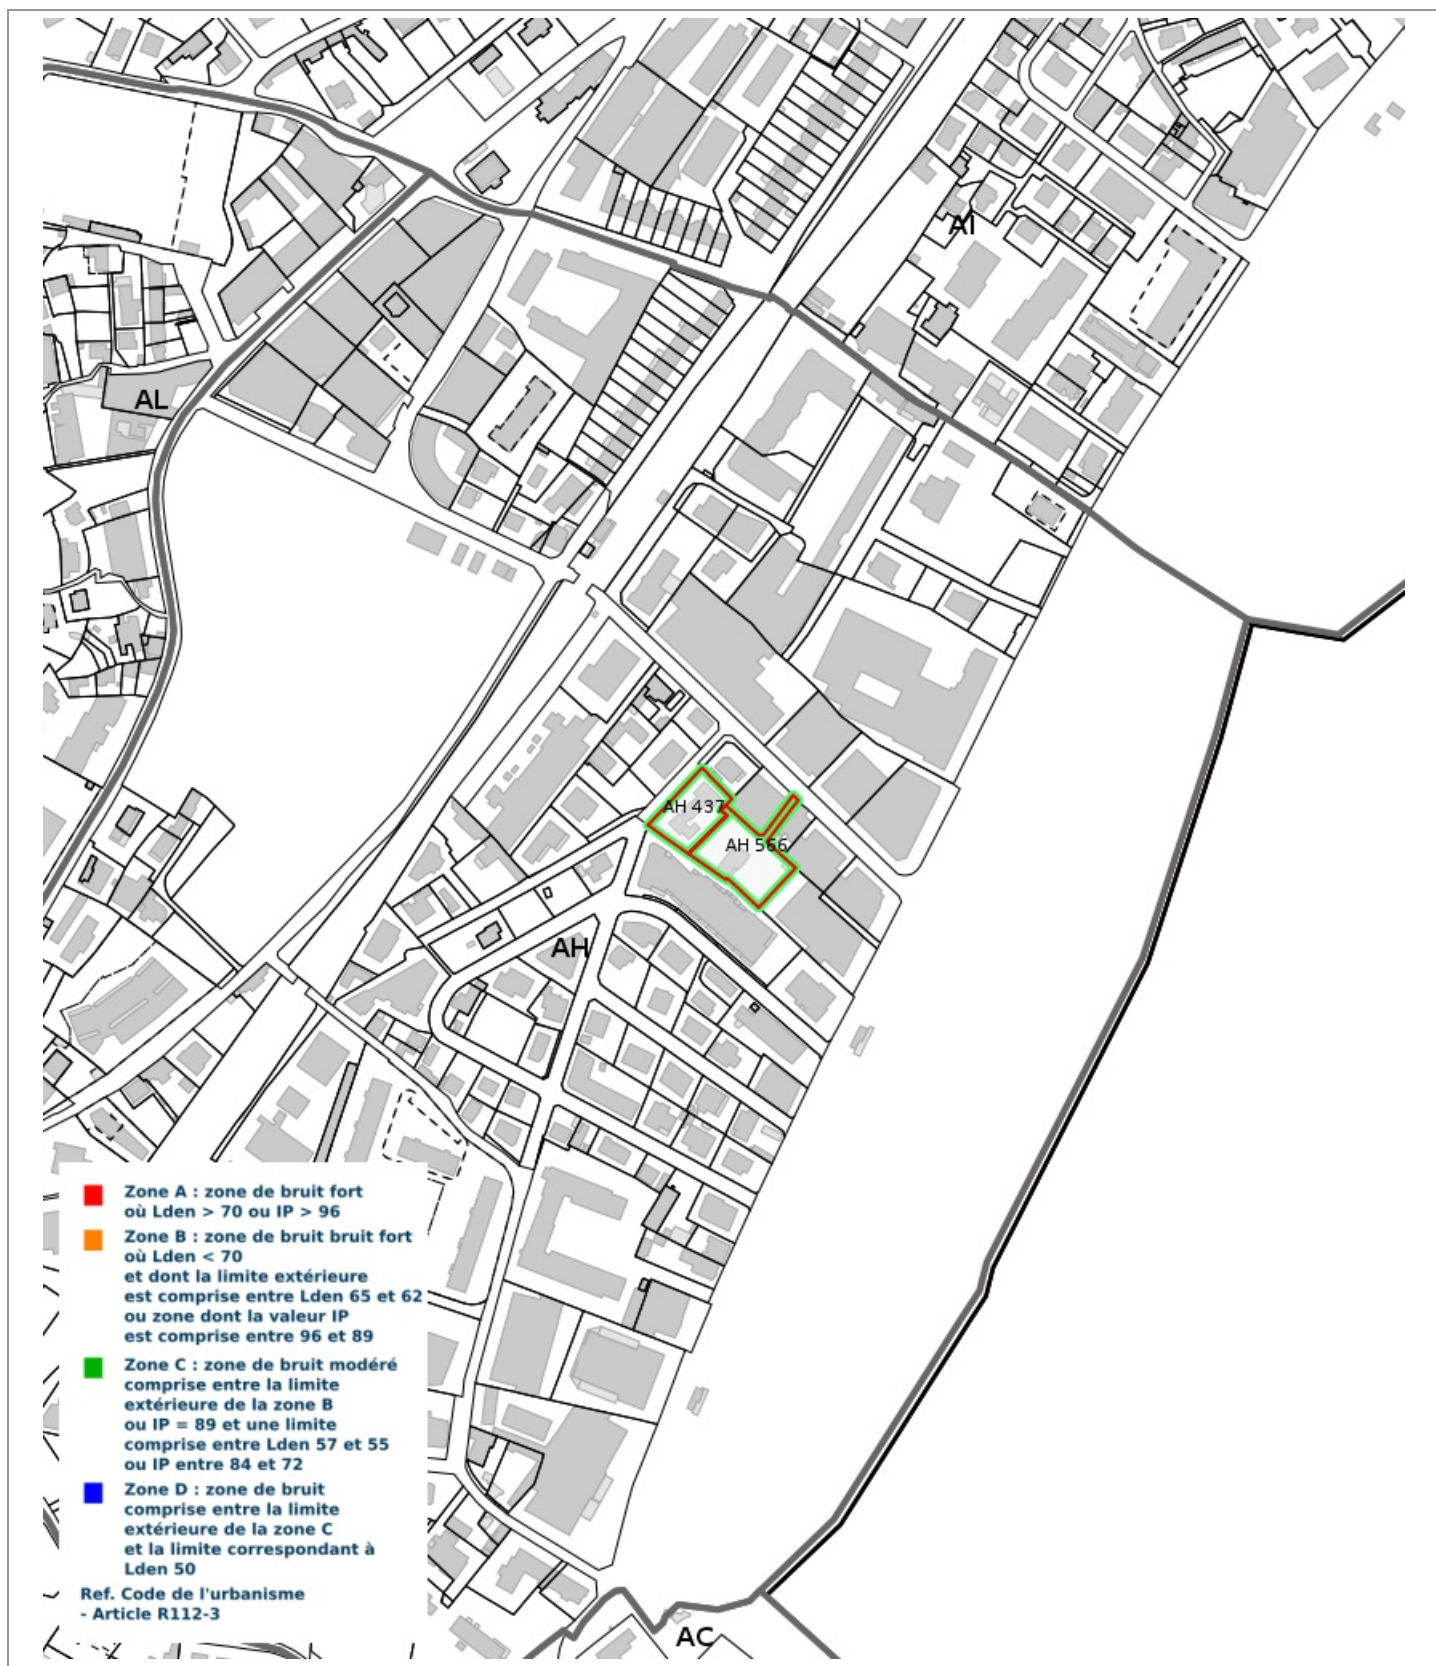 AI
AL
AH 437
AH 566
AH
Zone A : zone de bruit fort
où Lden > 70 ou IP > 96
Zone B : zone de bruit bruit fort
où Lden < 70
et dont la limite extérieure
est comprise entre Lden 65 et 62
ou zone dont la valeur IP
est comprise entre 96 et 89
Zone C : zone de bruit modéré
comprise entre la limite
extérieure de la zone B
ou IP = 89 et une limite
comprise entre Lden 57 et 55
ou IP entre 84 et 72
Zone D : zone de bruit
comprise entre la limite
extérieure de la zone C
et la limite correspondant à
Lden 50
Ref. Code de l'urbanisme
- Article R112-3
AC